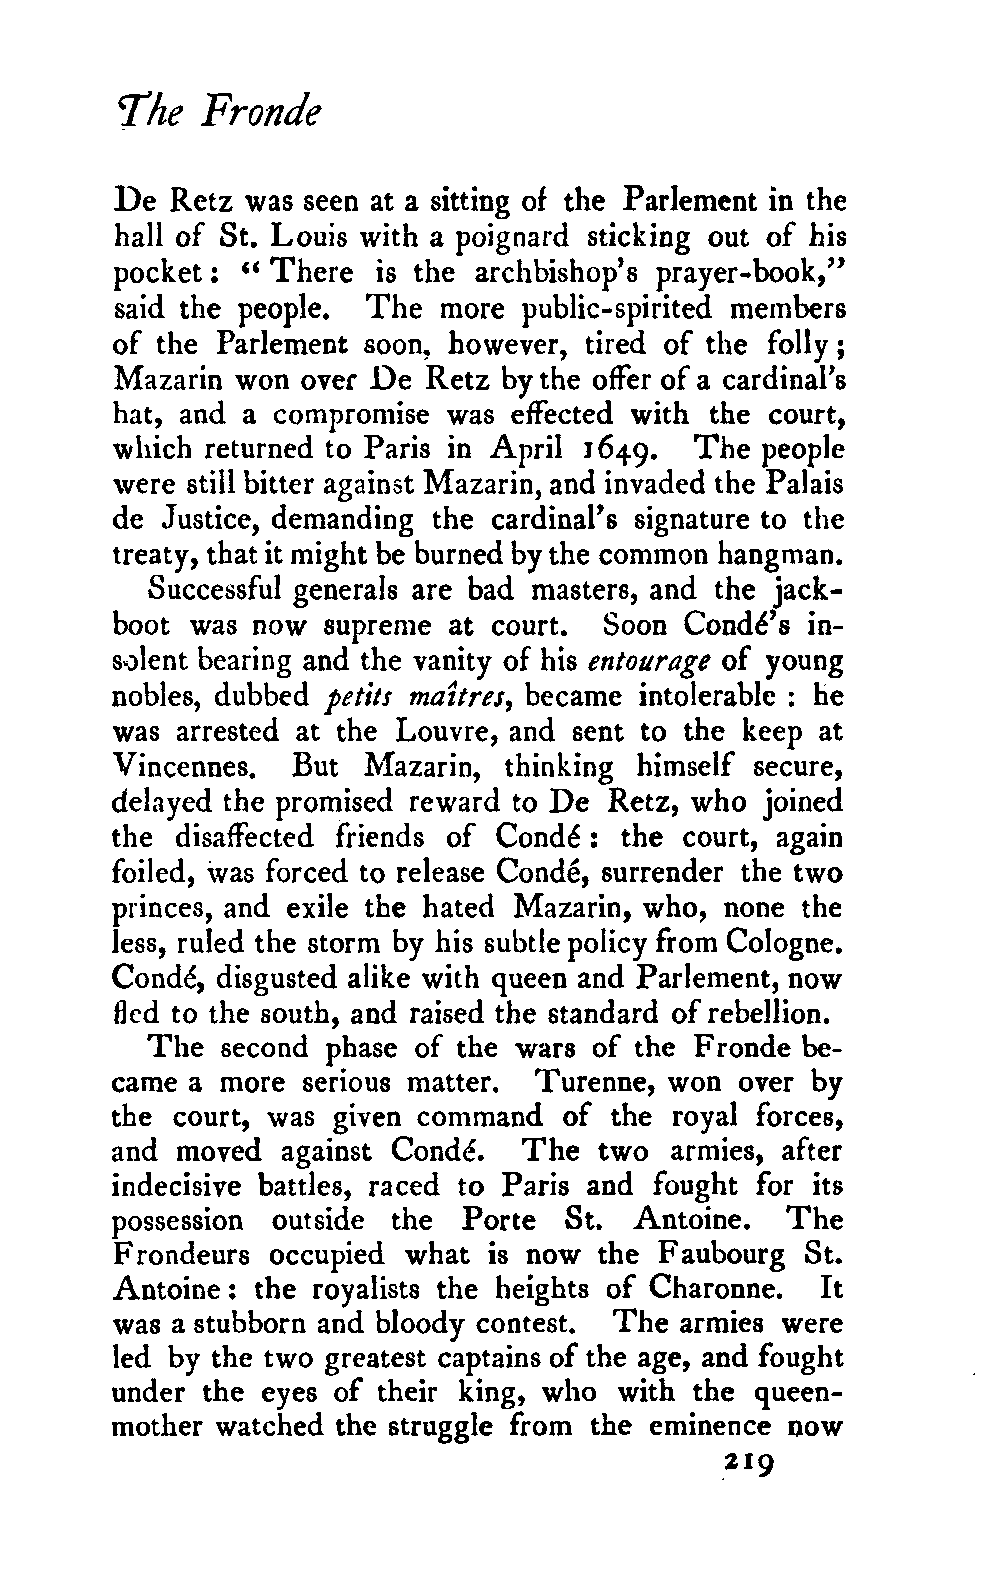 The Fronde
De Retz was seen at a sitting of the Parlement in the
hall of St. Louis with a poignard sticking out of his
pocket : “ There is the archbishop’s prayer-book,”
said the people. The more public-spirited members
of the Parlement soon, however, tired of the folly ;
Mazarin won over De Retz by the offer of a cardinal’s
hat, and a compromise was effected with the court,
which returned to Paris in April 1649. The people
were still bitter against Mazarin, and invaded the Palais
de Justice, demanding the cardinal’s signature to the
treaty, that it might be burned by the common hangman.
Successful generals are bad masters, and the jack-
boot was now supreme at court. Soon Condé’s in-
solent bearing and the vanity of his entourage of young
nobles, dubbed petits maîtres, became intolerable : he
was arrested at the Louvre, and sent to the keep at
Vincennes. But Mazarin, thinking himself secure,
delayed the promised reward to De Retz, who joined
the disaffected friends of Condé : the court, again
foiled, was forced to release Condé, surrender the two
princes, and exile the hated Mazarin, who, none the
less, ruled the storm by his subtle policy from Cologne.
Condé, disgusted alike with queen and Parlement, now
fled to the south, and raised the standard of rebellion.
The second phase of the wars of the Fronde be-
came a more serious matter. Turenne, won over by
the court, was given command of the royal forces,
and moved against Condé. The two armies, after
indecisive battles, raced to Paris and fought for its
possession outside the Porte St. Antoine. The
Frondeurs occupied what is now the Faubourg St.
Antoine : the royalists the heights of Charonne. It
was a stubborn and bloody contest. The armies were
led by the two greatest captains of the age, and fought
under the eyes of their king, who with the queen-
mother watched the struggle from the eminence now
219